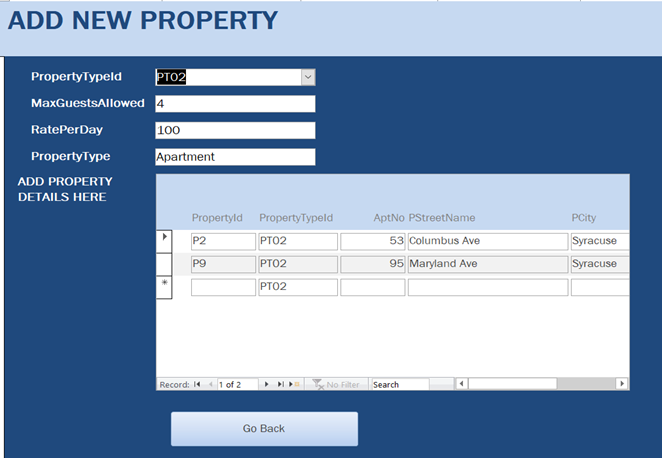 ADD NEW PROPERTY
PropertyTypeId PT02
MaxGuestsAllowed 4
RatePerDay 100
PropertyType Apartment
ADD PROPERTY
DETAILS HERE
PropertyId PropertyTypeId AptNo PStreetName PCity
P2 PT02 53 Columbus Ave Syracuse
P9 PT02 95 Maryland Ave Syracuse
* PT02
Record: 1 of 2 No Filter Search
Go Back